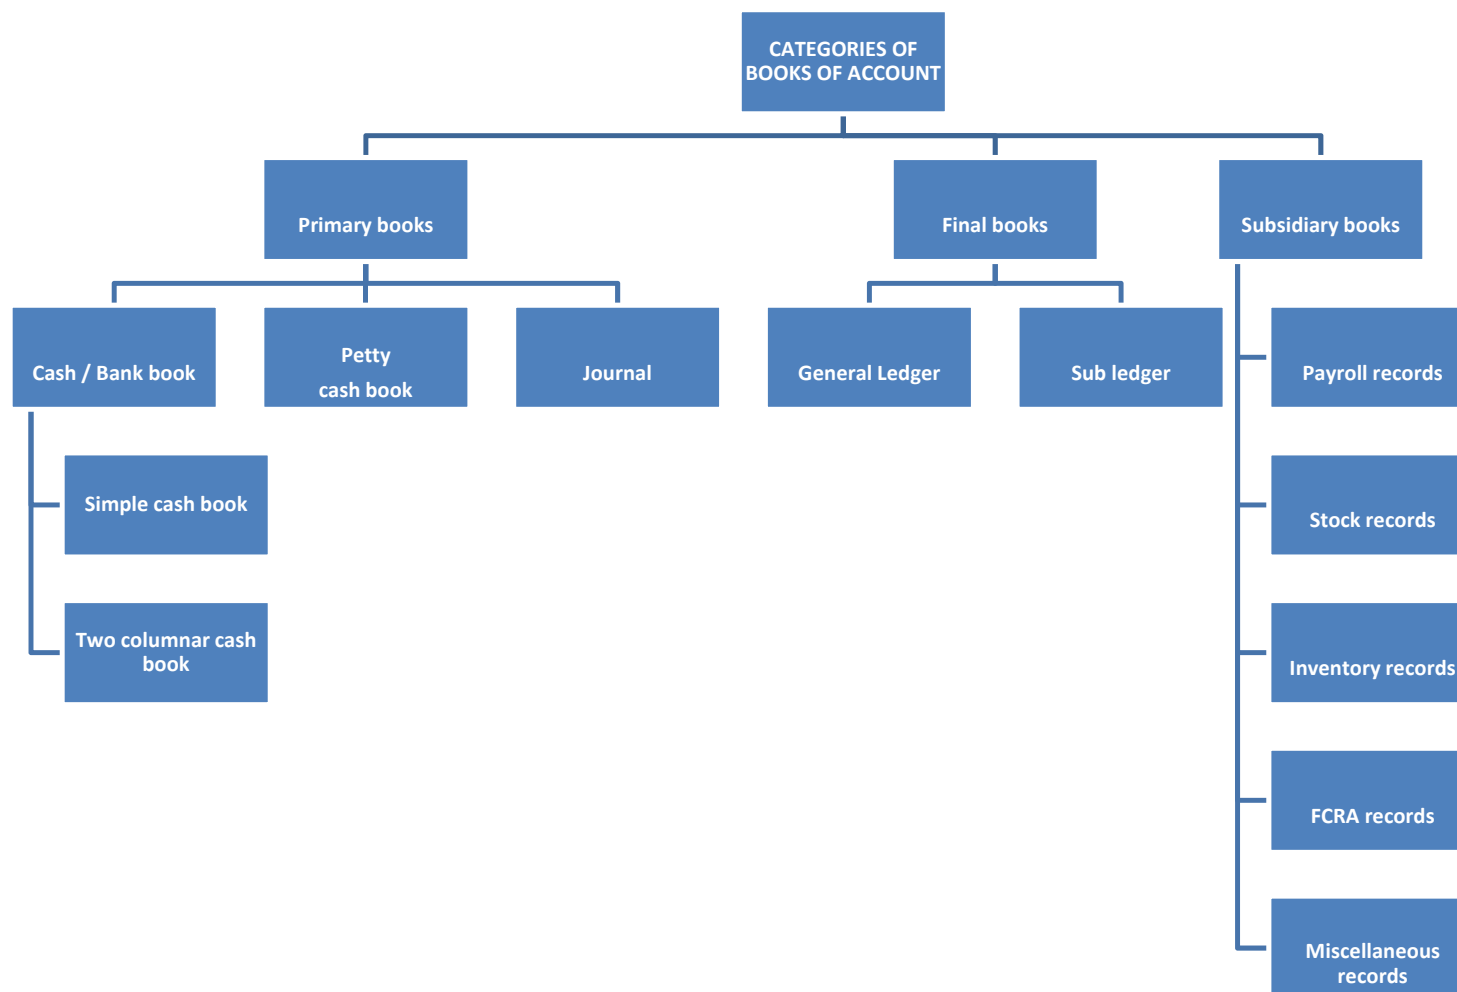 CATEGORIES OF
BOOKS OF ACCOUNT
Primary books
Final books
Subsidiary books
Cash / Bank book
Petty
cash book
Journal
General Ledger
Sub ledger
Payroll records
Simple cash book
Stock records
Two columnar cash
book
Inventory records
FCRA records
Miscellaneous
records